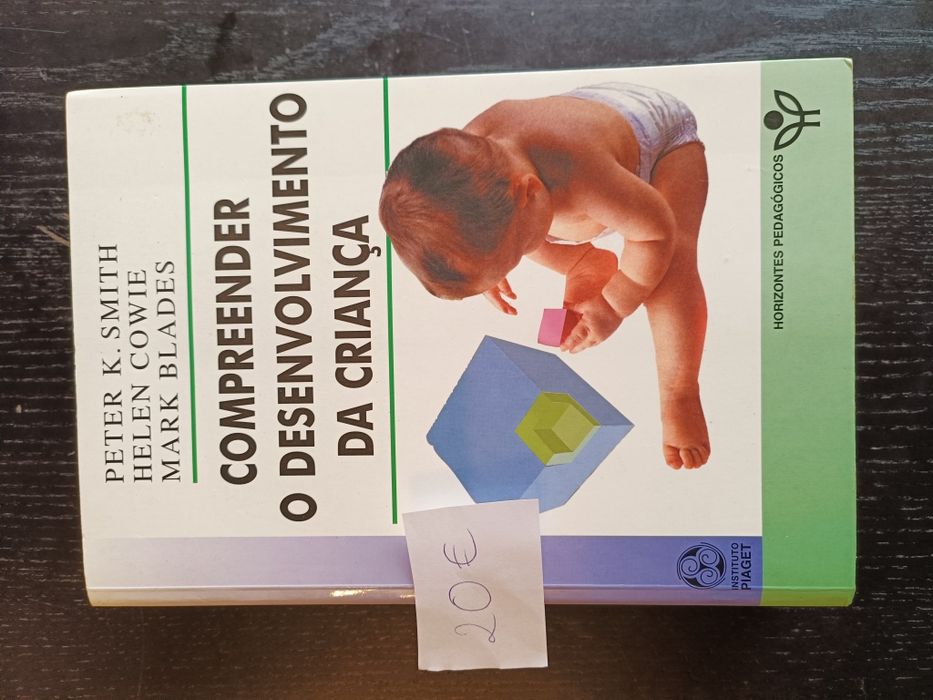 PETER K. SMITH
HELEN COWIE
MARK BLADES
COMPREENDER
O DESENVOLVIMENTO
DA CRIANÇA
HORIZONTES PEDAGÓGICOS
INSTITUTO
PIAGET
20€